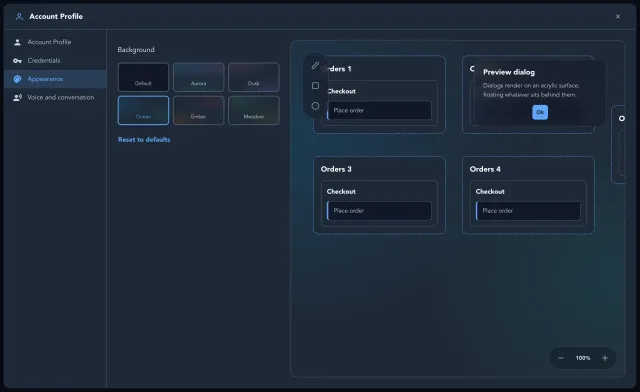 Account Profile
Account Profile
Credentials
Appearance
Voice and conversation
Background
Default
Aurora
Dusk
Ocean
Ember
Meadow
Reset to defaults
Orders 1
Checkout
Place order
Preview dialog
Dialogs render on an acrylic surface,
frosting whatever sits behind them.
Ok
Orders 3
Checkout
Place order
Orders 4
Checkout
Place order
100%